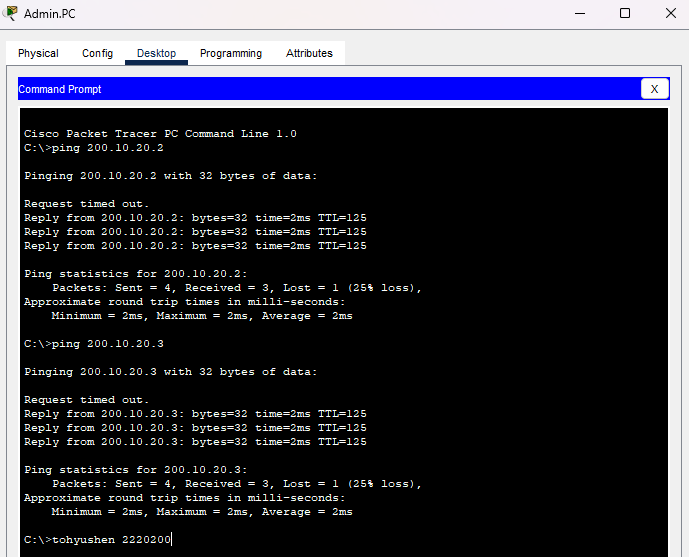 Admin.PC
Physical Config Desktop Programming Attributes
Command Prompt X
Cisco Packet Tracer PC Command Line 1.0
C:\>ping 200.10.20.2
Pinging 200.10.20.2 with 32 bytes of data:
Request timed out.
Reply from 200.10.20.2: bytes=32 time=2ms TTL=125
Reply from 200.10.20.2: bytes=32 time=2ms TTL=125
Reply from 200.10.20.2: bytes=32 time=2ms TTL=125
Ping statistics for 200.10.20.2:
Packets: Sent = 4, Received = 3, Lost = 1 (25% loss),
Approximate round trip times in milli-seconds:
Minimum = 2ms, Maximum = 2ms, Average = 2ms
C:\>ping 200.10.20.3
Pinging 200.10.20.3 with 32 bytes of data:
Request timed out.
Reply from 200.10.20.3: bytes=32 time=2ms TTL=125
Reply from 200.10.20.3: bytes=32 time=2ms TTL=125
Reply from 200.10.20.3: bytes=32 time=2ms TTL=125
Ping statistics for 200.10.20.3:
Packets: Sent = 4, Received = 3, Lost = 1 (25% loss),
Approximate round trip times in milli-seconds:
Minimum = 2ms, Maximum = 2ms, Average = 2ms
C:\>tohyushen 2220200